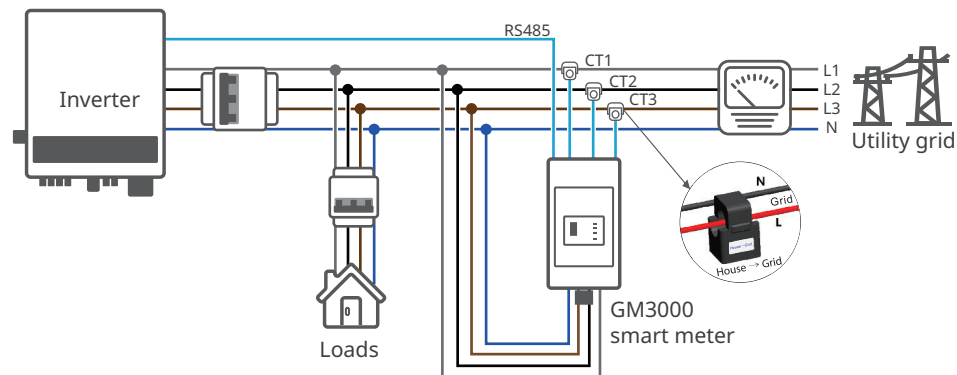 RS485
CT1
L1
CT2
L2
Inverter
CT3
L3
N
Utility grid
N
Grid
L
House → Grid
House → Grid
GM3000
smart meter
Loads